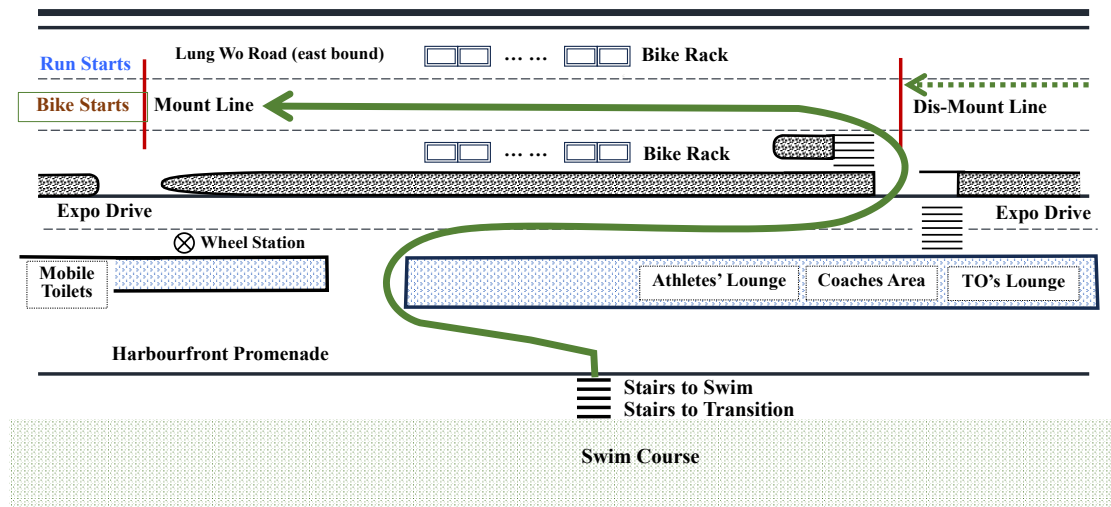 Lung Wo Road (east bound)
... ...
Bike Rack
Run Starts
Bike Starts
Mount Line
Dis-Mount Line
... ...
Bike Rack
Expo Drive
Expo Drive
Wheel Station
Mobile
Toilets
Athletes’ Lounge
Coaches Area
TO's Lounge
Harbourfront Promenade
Stairs to Swim
Stairs to Transition
Swim Course